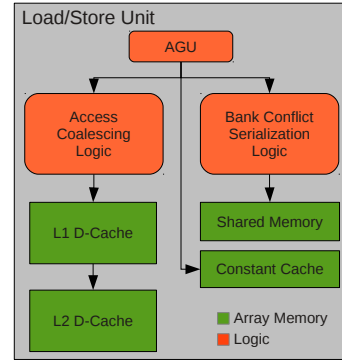 Load/Store Unit
AGU
Access
Coalescing
Logic
Bank Conflict
Serialization
Logic
L1 D-Cache
Shared Memory
Constant Cache
L2 D-Cache
Array Memory
Logic